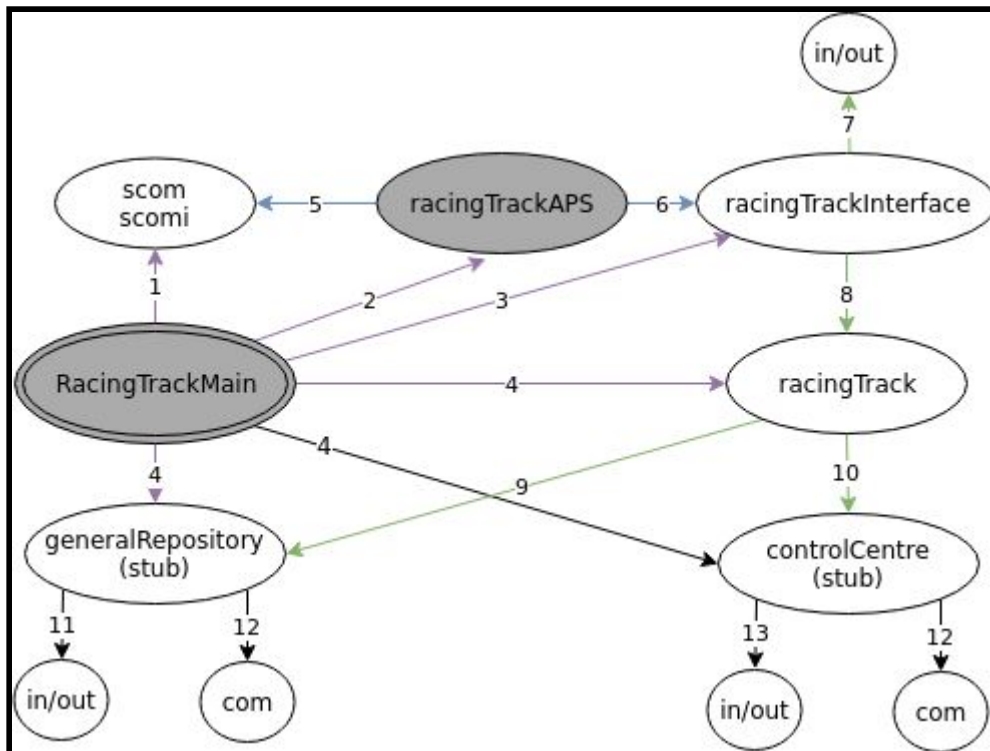 in/out
7
scom
scomi
5
racingTrackAPS
6
racingTrackInterface
1
2
3
8
RacingTrackMain
4
racingTrack
4
4
9
10
generalRepository
(stub)
controlCentre
(stub)
11
12
13
12
in/out
com
in/out
com